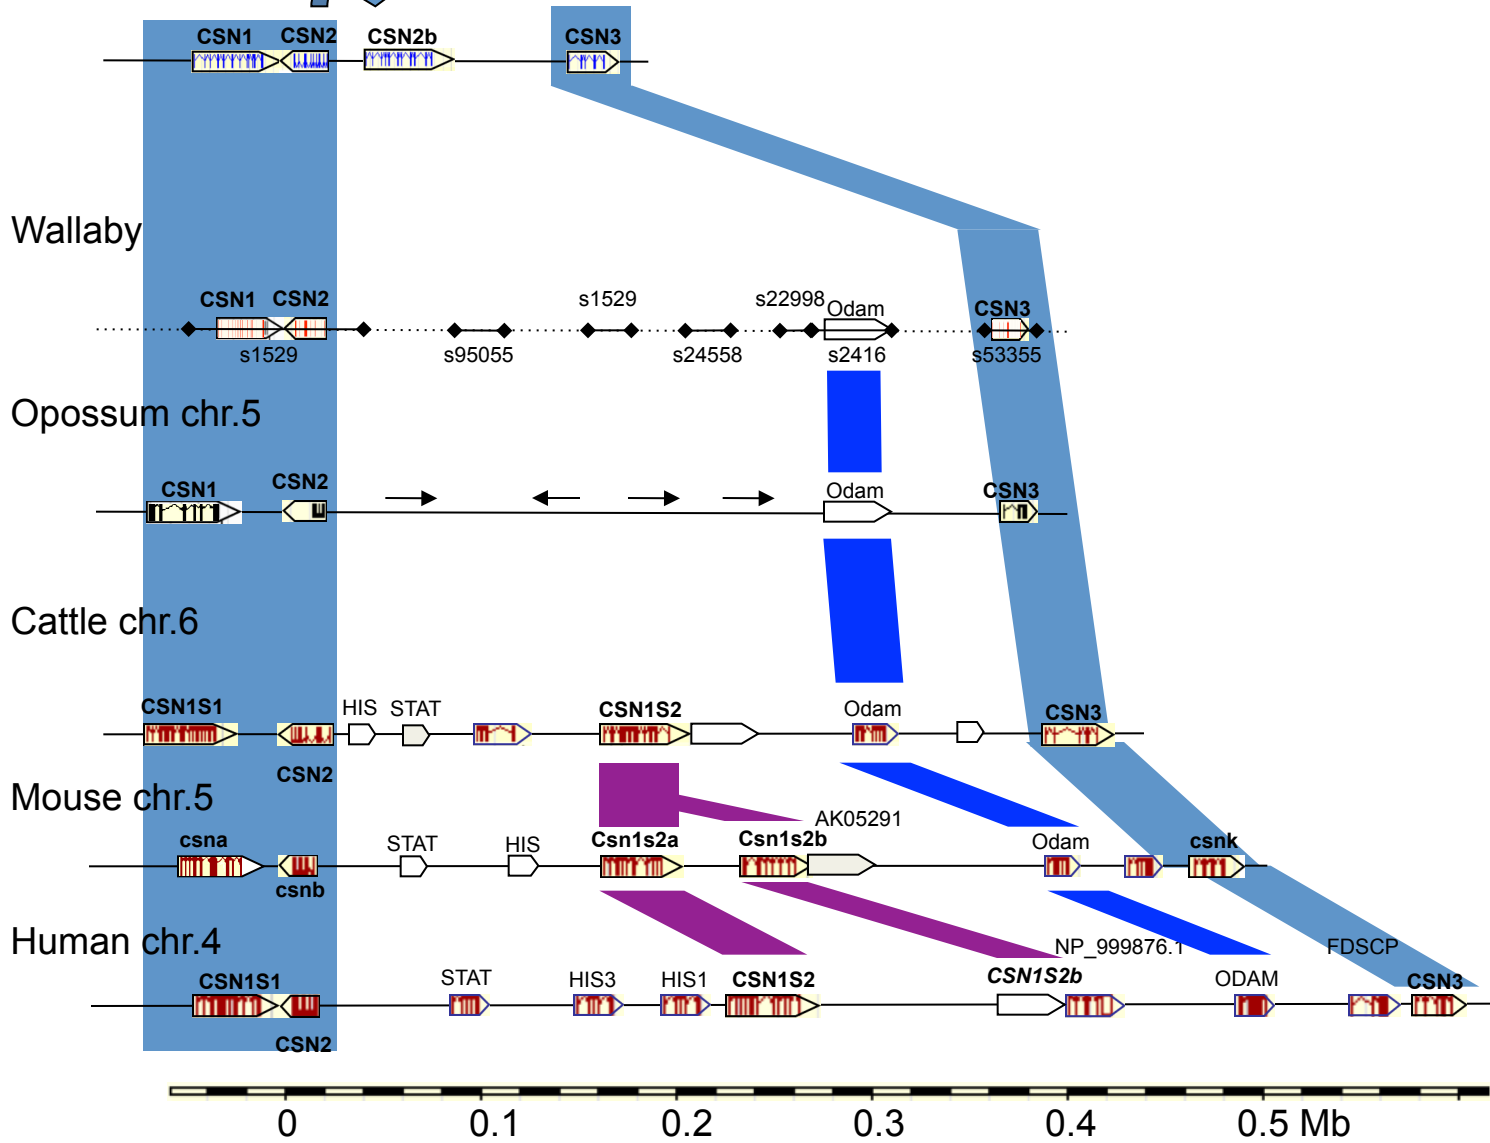 CSN1 CSN2 CSN2b CSN3
Wallaby
CSN1 CSN2 s1529 s22998 Odam CSN3
s1529 s95055 s24558 s2416 s53355
Opossum chr.5
CSN1 CSN2 Odam CSN3
Cattle chr.6
CSN1S1 HIS STAT CSN1S2 Odam CSN3
CSN2
Mouse chr.5
csna STAT HIS Csn1s2a Csn1s2b AK05291 Odam csnk
csnb
Human chr.4
NP_999876.1 FDSCP
CSN1S1 STAT HIS3 HIS1 CSN1S2 CSN1S2b ODAM CSN3
CSN2
0 0.1 0.2 0.3 0.4 0.5 Mb